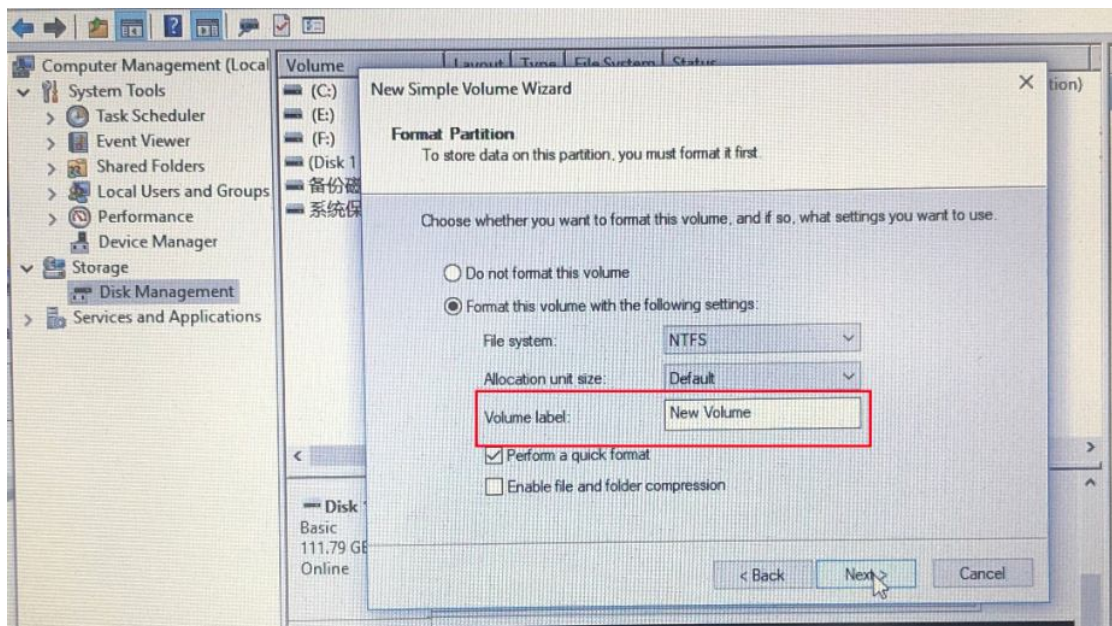 Computer Management (Local
System Tools
Task Scheduler
Event Viewer
Shared Folders
Local Users and Groups
Performance
Device Manager
Storage
Disk Management
Services and Applications
Volume Layout Type File System Status
(C:)
(E:)
(F:)
(Disk 1
备份磁
系统保
tion)
Disk
Basic
111.79 GB
Online
New Simple Volume Wizard
Format Partition
To store data on this partition, you must format it first.
Choose whether you want to format this volume, and if so, what settings you want to use.
Do not format this volume
Format this volume with the following settings:
File system: NTFS
Allocation unit size: Default
Volume label: New Volume
Perform a quick format
Enable file and folder compression
< Back Next > Cancel